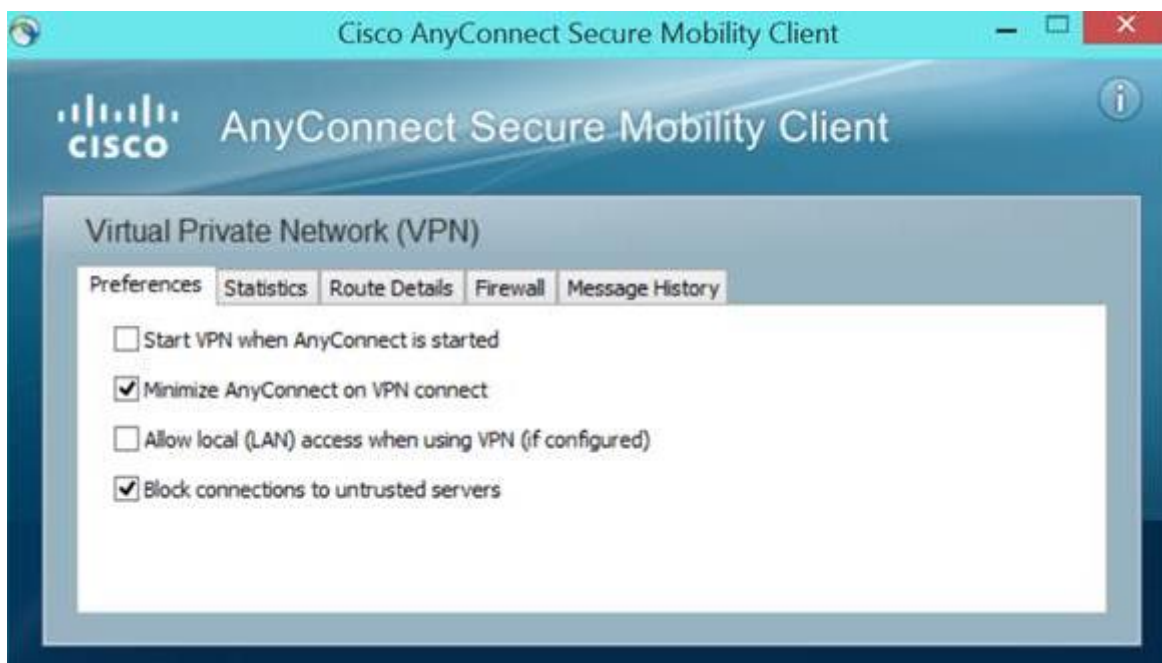 Cisco AnyConnect Secure Mobility Client
CISCO AnyConnect Secure Mobility Client
Virtual Private Network (VPN)
Preferences Statistics Route Details Firewall Message History
Start VPN when AnyConnect is started
Minimize AnyConnect on VPN connect
Allow local (LAN) access when using VPN (if configured)
Block connections to untrusted servers